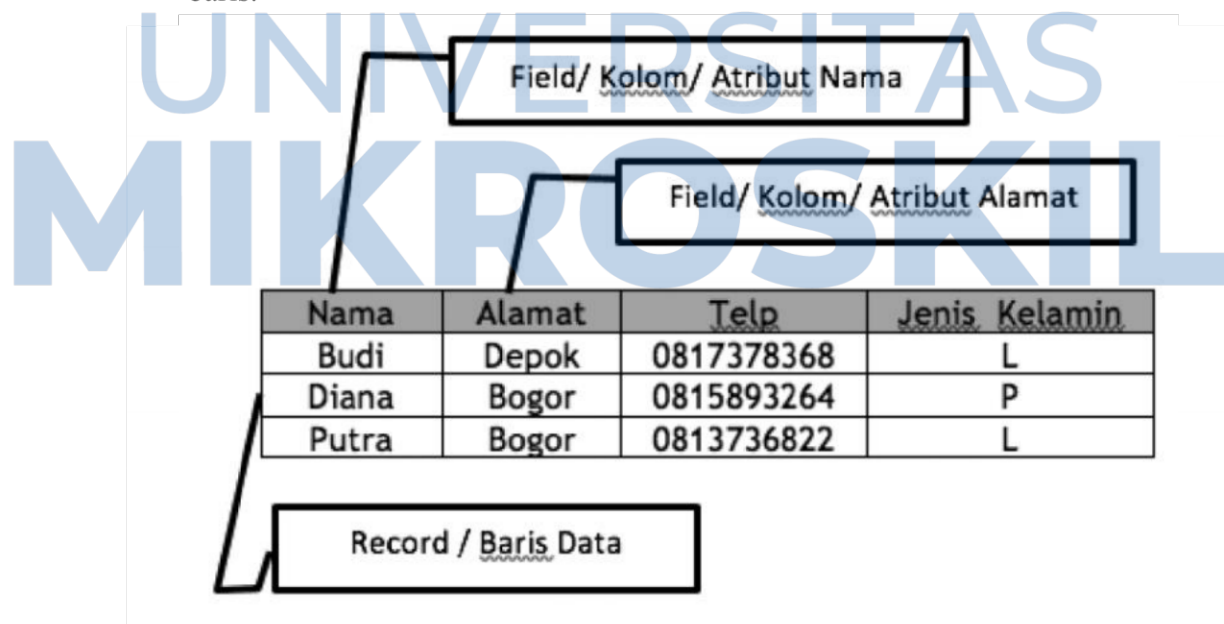 UNIVERSITAS
MIKROSKIL
Field/ Kolom/ Atribut Nama
Field/ Kolom/ Atribut Alamat
Nama Alamat Telp Jenis Kelamin
Budi Depok 0817378368 L
Diana Bogor 0815893264 P
Putra Bogor 0813736822 L
Record / Baris Data